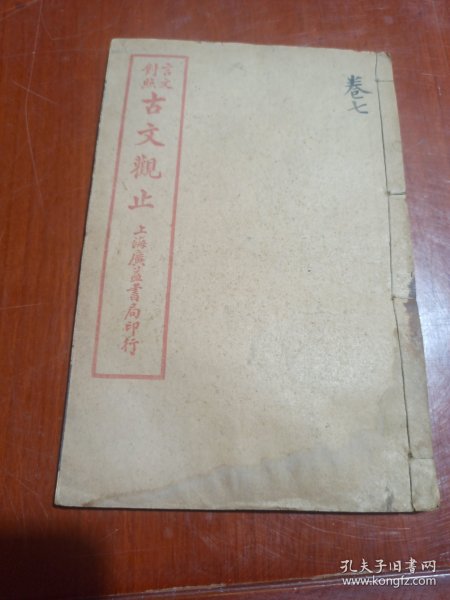 言文對照
古文觀止
上海廣益書局印行
卷七
孔夫子旧书网
www.kongfz.com